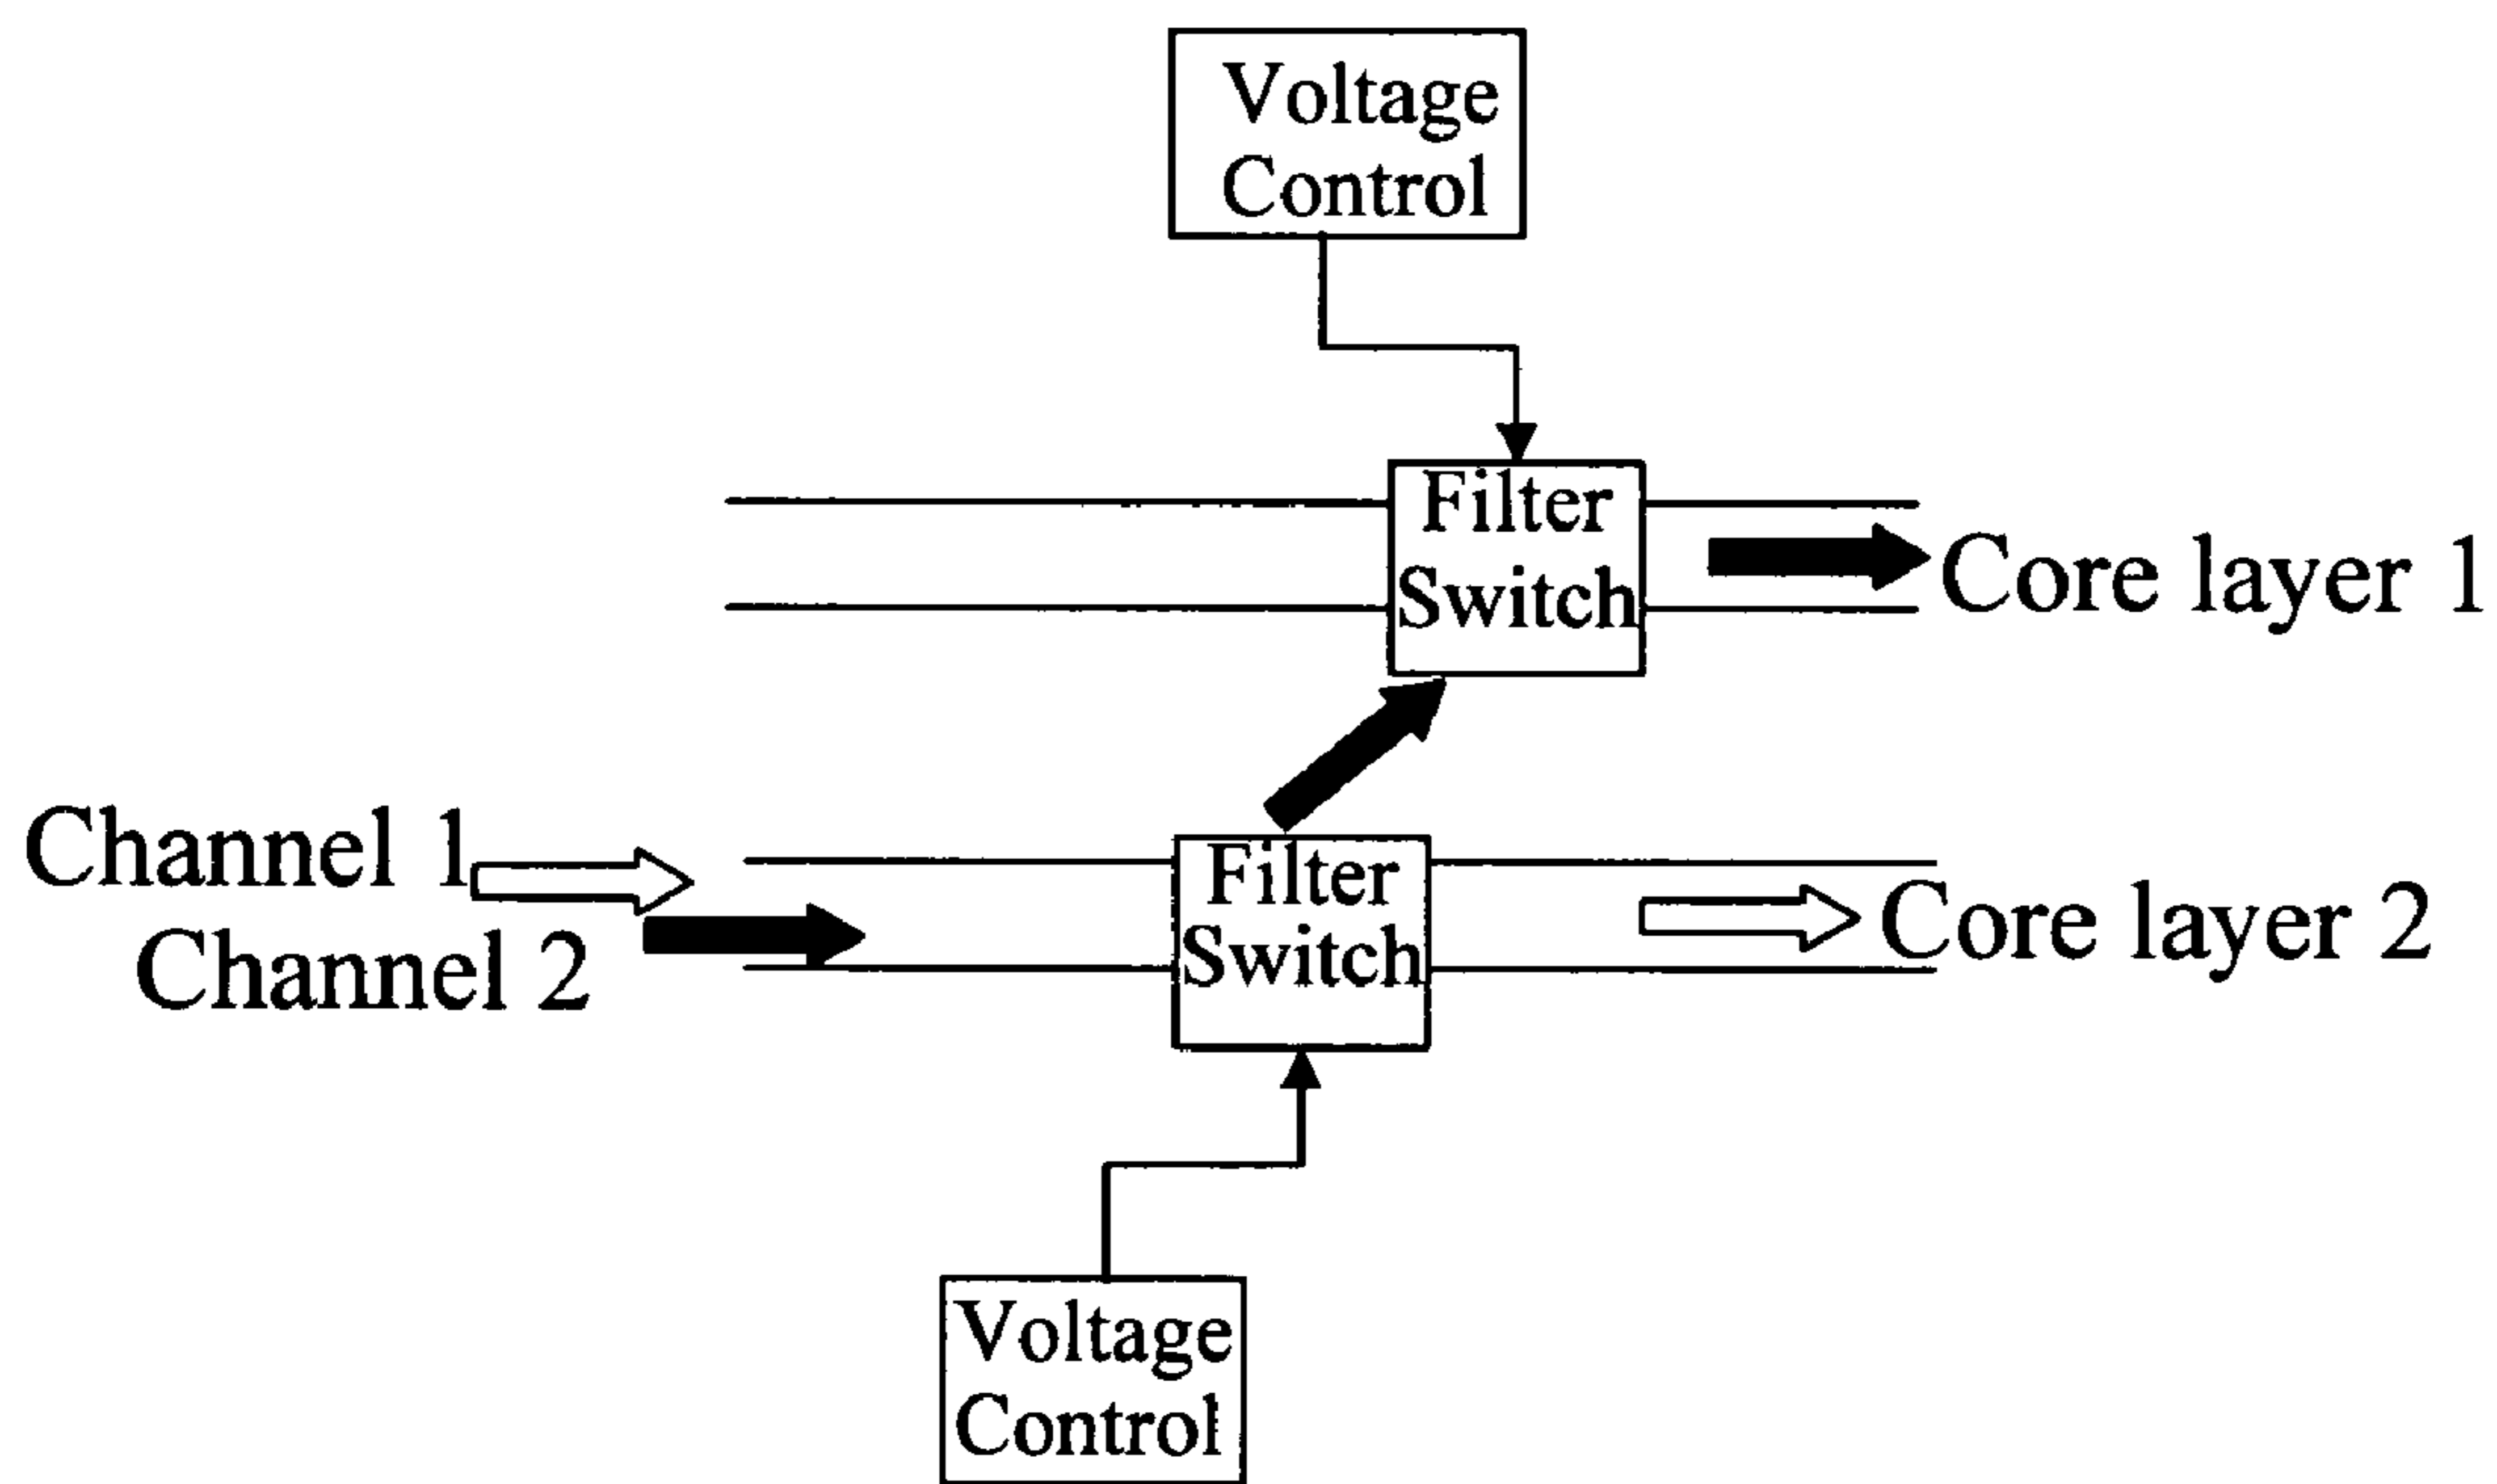 Voltage
Control
Filter
Switch
Core layer 1
Channel 1
Channel 2
Filter
Switch
Core layer 2
Voltage
Control